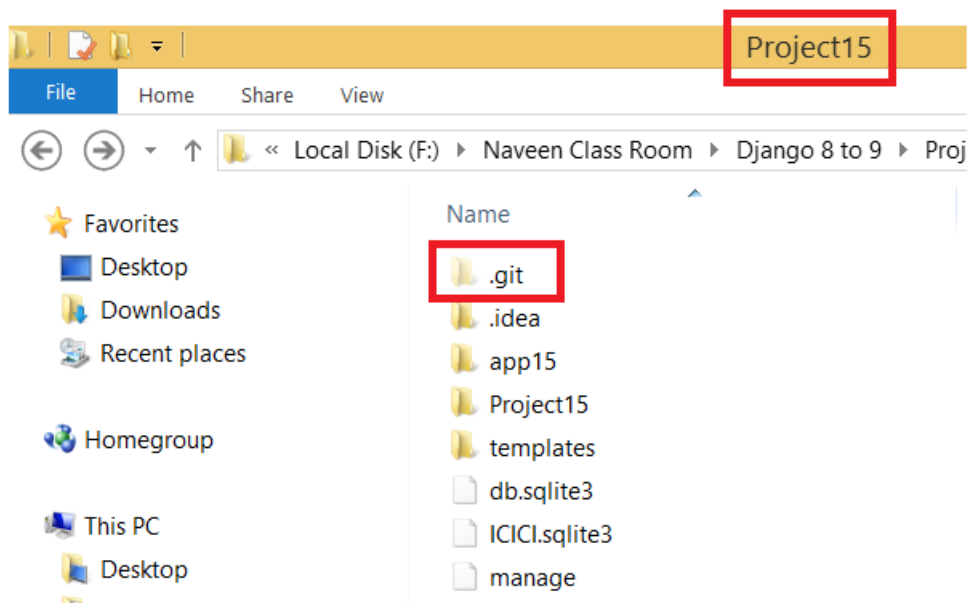 Project15
File Home Share View
« Local Disk (F:) Naveen Class Room Django 8 to 9 Proj
Name
Favorites
Desktop
Downloads
Recent places
Homegroup
This PC
Desktop
.git
.idea
app15
Project15
templates
db.sqlite3
ICICI.sqlite3
manage